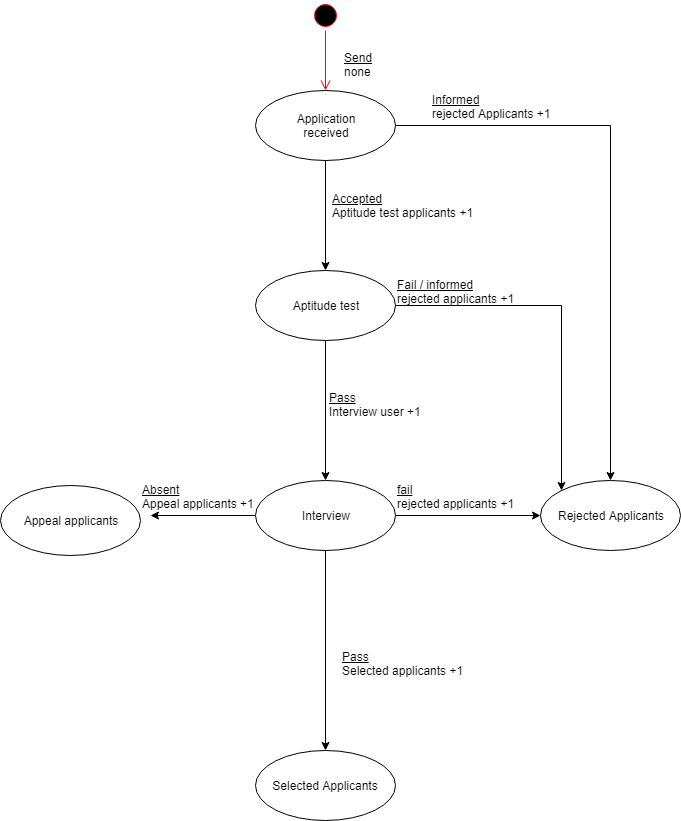 Send
none
Application
received
Informed
rejected Applicants +1
Accepted
Aptitude test applicants +1
Aptitude test
Fail / informed
rejected applicants +1
Pass
Interview user +1
Absent
Appeal applicants +1
Appeal applicants
Interview
fail
rejected applicants +1
Rejected Applicants
Pass
Selected applicants +1
Selected Applicants